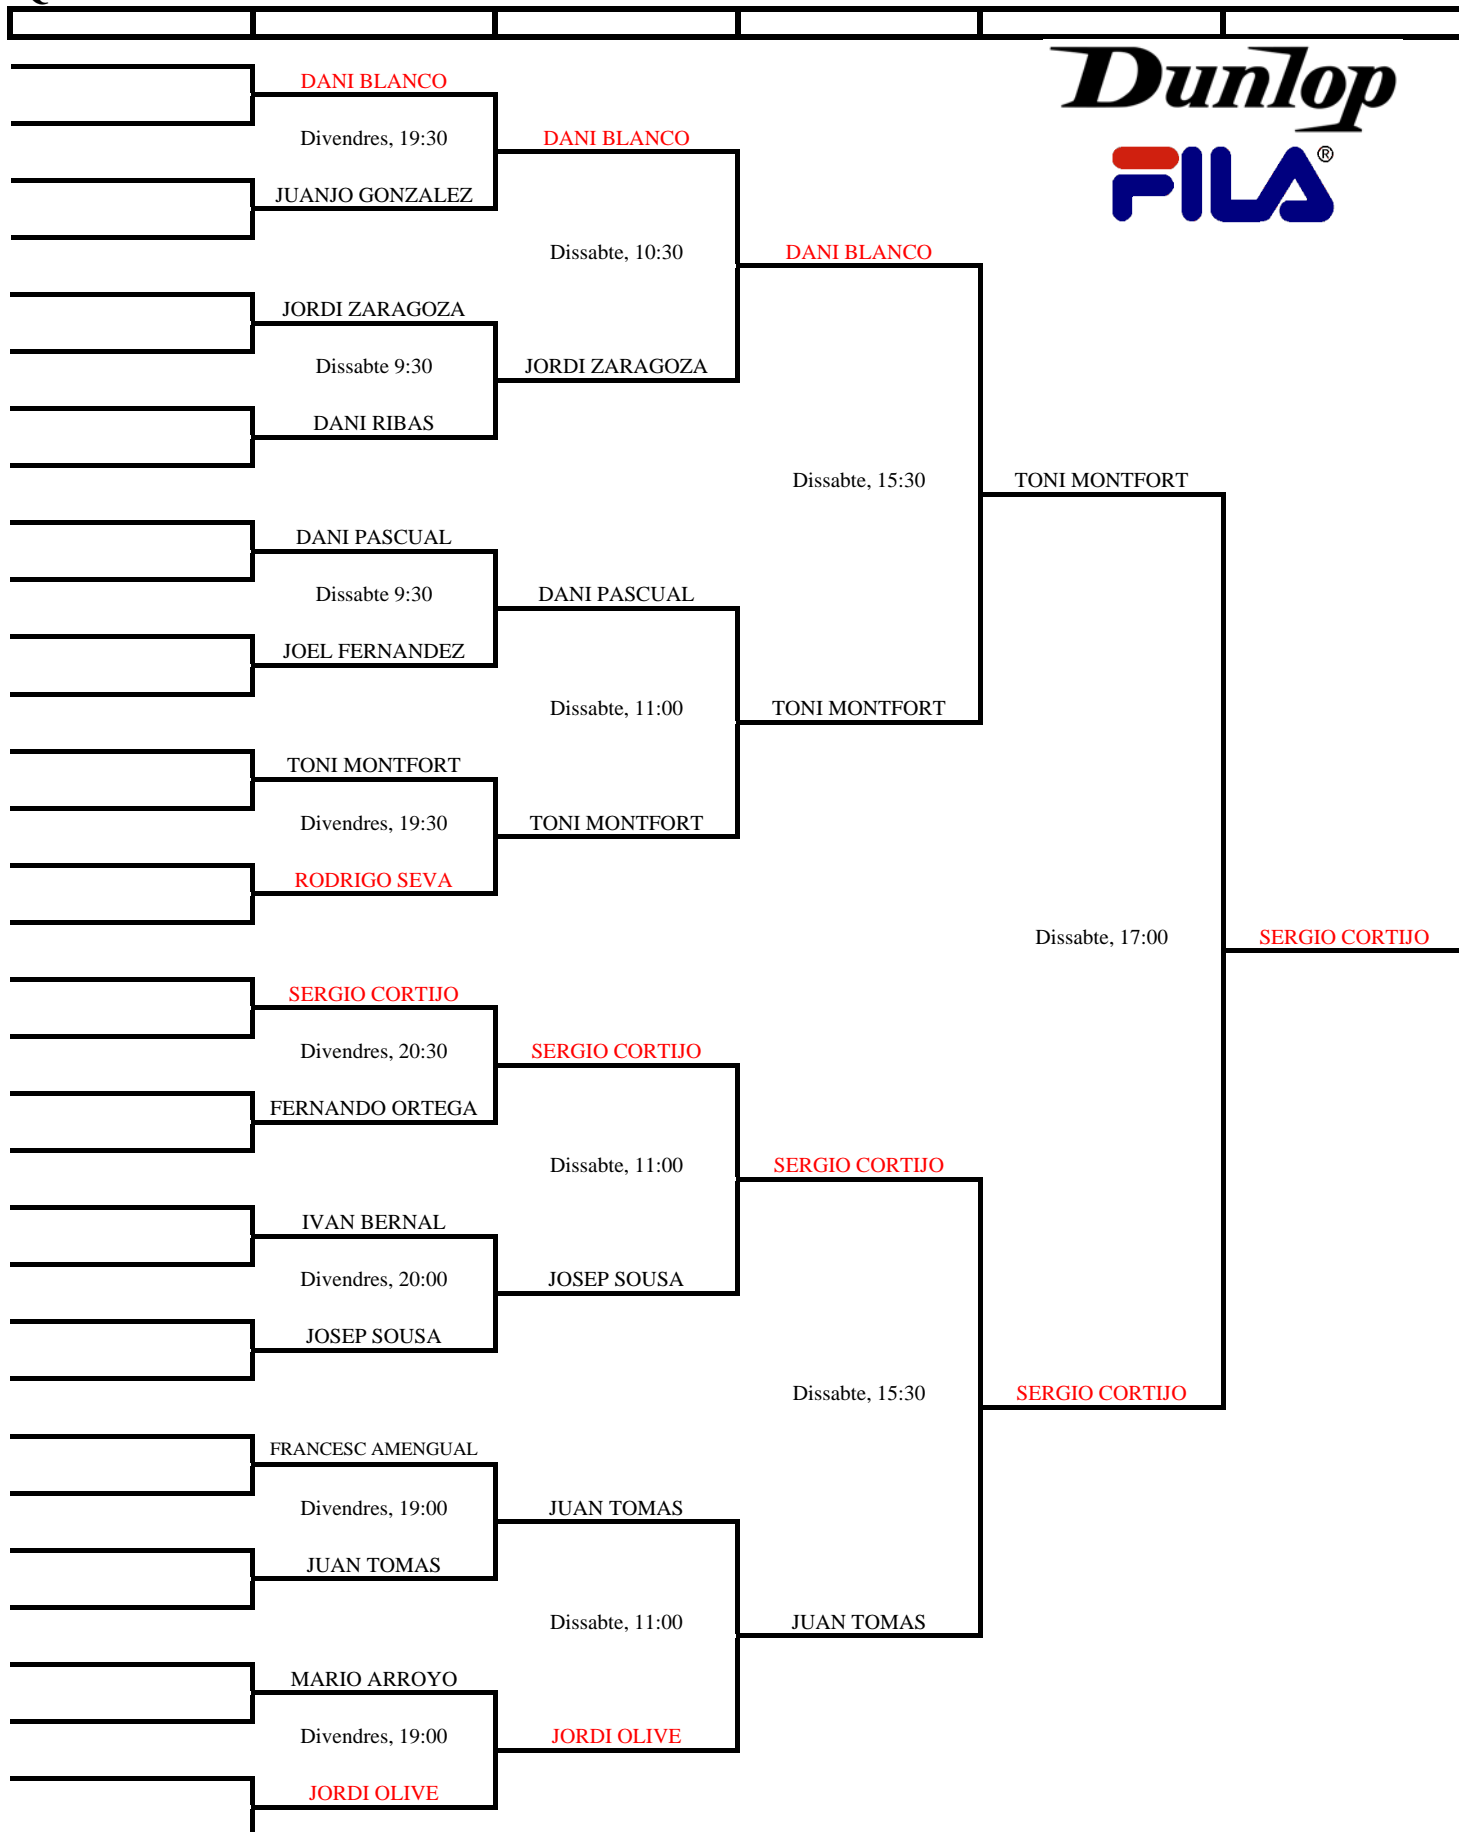 Dunlop
FILA®
DANI BLANCO
Divendres, 19:30
DANI BLANCO
JUANJO GONZALEZ
Dissabte, 10:30
DANI BLANCO
JORDI ZARAGOZA
Dissabte 9:30
JORDI ZARAGOZA
DANI RIBAS
Dissabte, 15:30
TONI MONTFORT
DANI PASCUAL
Dissabte 9:30
DANI PASCUAL
JOEL FERNANDEZ
Dissabte, 11:00
TONI MONTFORT
TONI MONTFORT
Divendres, 19:30
TONI MONTFORT
RODRIGO SEVA
Dissabte, 17:00
SERGIO CORTIJO
SERGIO CORTIJO
Divendres, 20:30
SERGIO CORTIJO
FERNANDO ORTEGA
Dissabte, 11:00
SERGIO CORTIJO
IVAN BERNAL
Divendres, 20:00
JOSEP SOUSA
JOSEP SOUSA
Dissabte, 15:30
SERGIO CORTIJO
FRANCESC AMENGUAL
Divendres, 19:00
JUAN TOMAS
JUAN TOMAS
Dissabte, 11:00
JUAN TOMAS
MARIO ARROYO
Divendres, 19:00
JORDI OLIVE
JORDI OLIVE